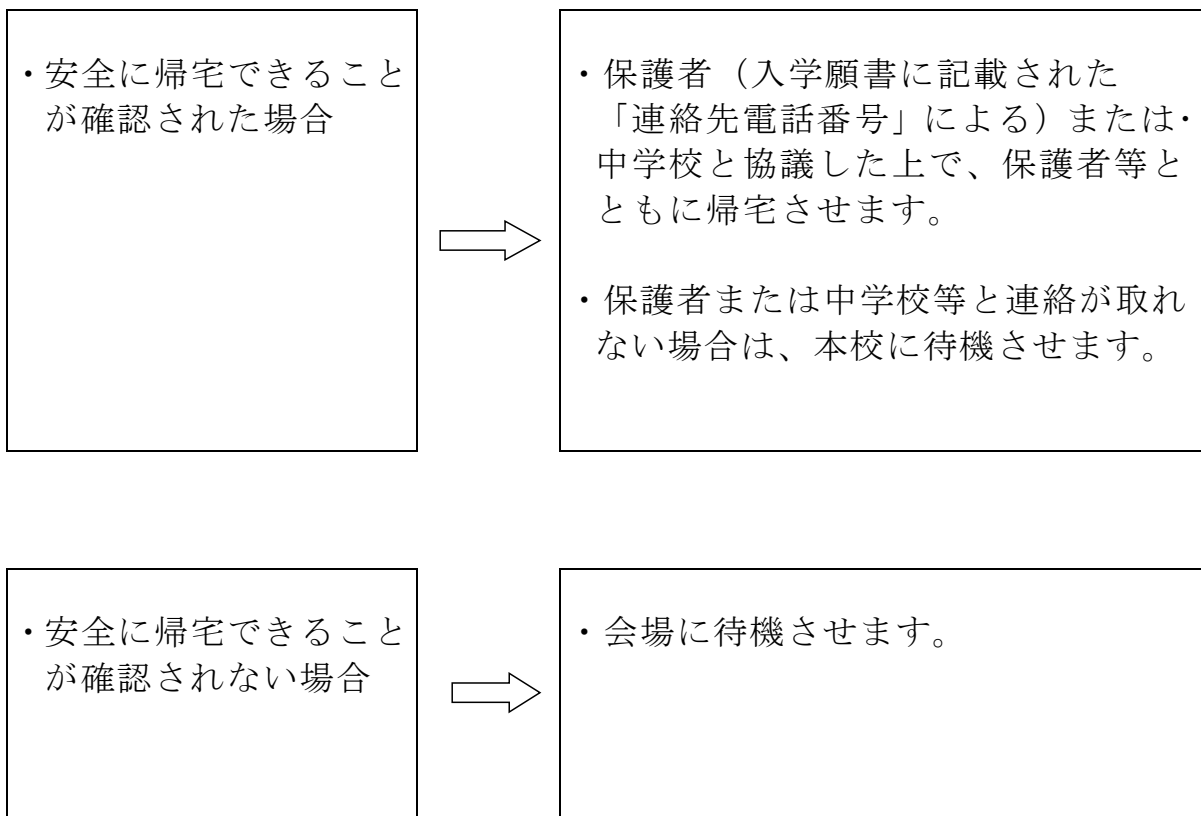 ・安全に帰宅できること
が確認された場合
・保護者（入学願書に記載された
「連絡先電話番号」による）または・
中学校と協議した上で、保護者等と
ともに帰宅させます。
・保護者または中学校等と連絡が取れ
ない場合は、本校に待機させます。
・安全に帰宅できること
が確認されない場合
・会場に待機させます。